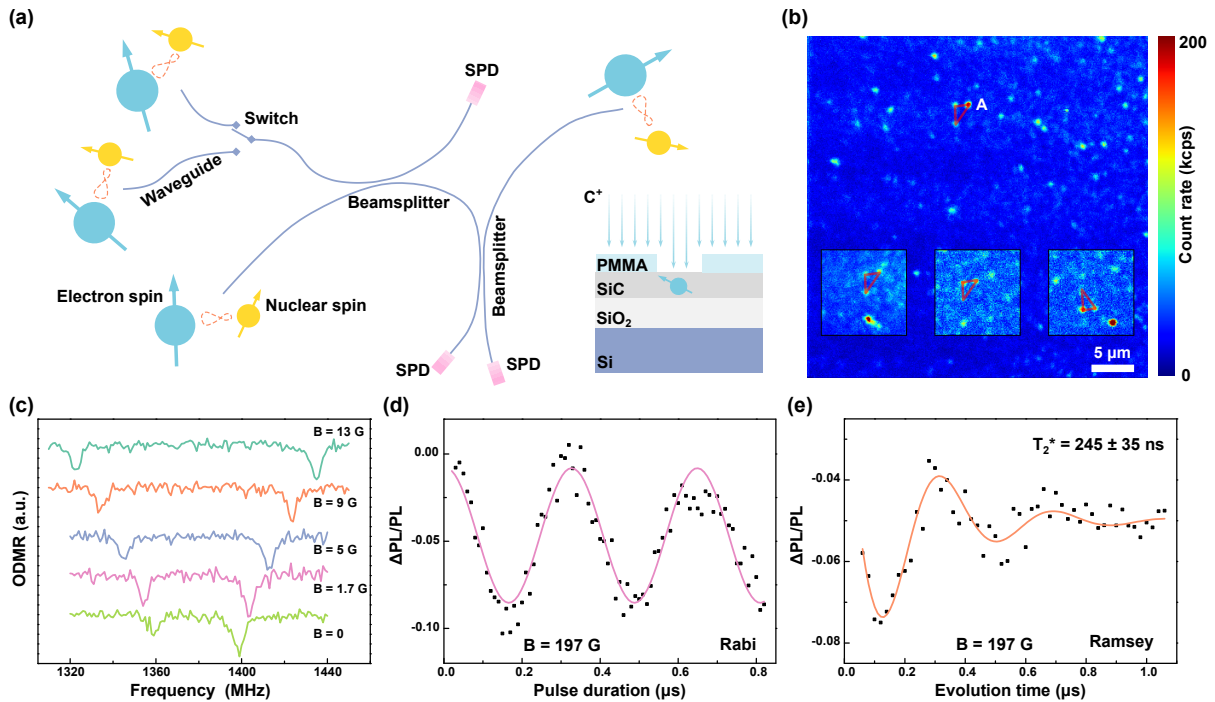 (a)
Switch
Waveguide
SPD
Beamsplitter
Beamsplitter
Electron spin
Nuclear spin
SPD
SPD
C⁺
PMMA
SiC
SiO₂
Si
(b)
A
5 µm
200
Count rate (kcps)
0
(c)
B = 13 G
B = 9 G
B = 5 G
B = 1.7 G
B = 0
ODMR (a.u.)
1320 1360 1400 1440
Frequency (MHz)
(d)
0.00
-0.05
-0.10
ΔPL/PL
B = 197 G
Rabi
0.0 0.2 0.4 0.6 0.8
Pulse duration (µs)
(e)
T₂* = 245 ± 35 ns
-0.04
-0.06
-0.08
ΔPL/PL
B = 197 G
Ramsey
0.0 0.2 0.4 0.6 0.8 1.0
Evolution time (µs)